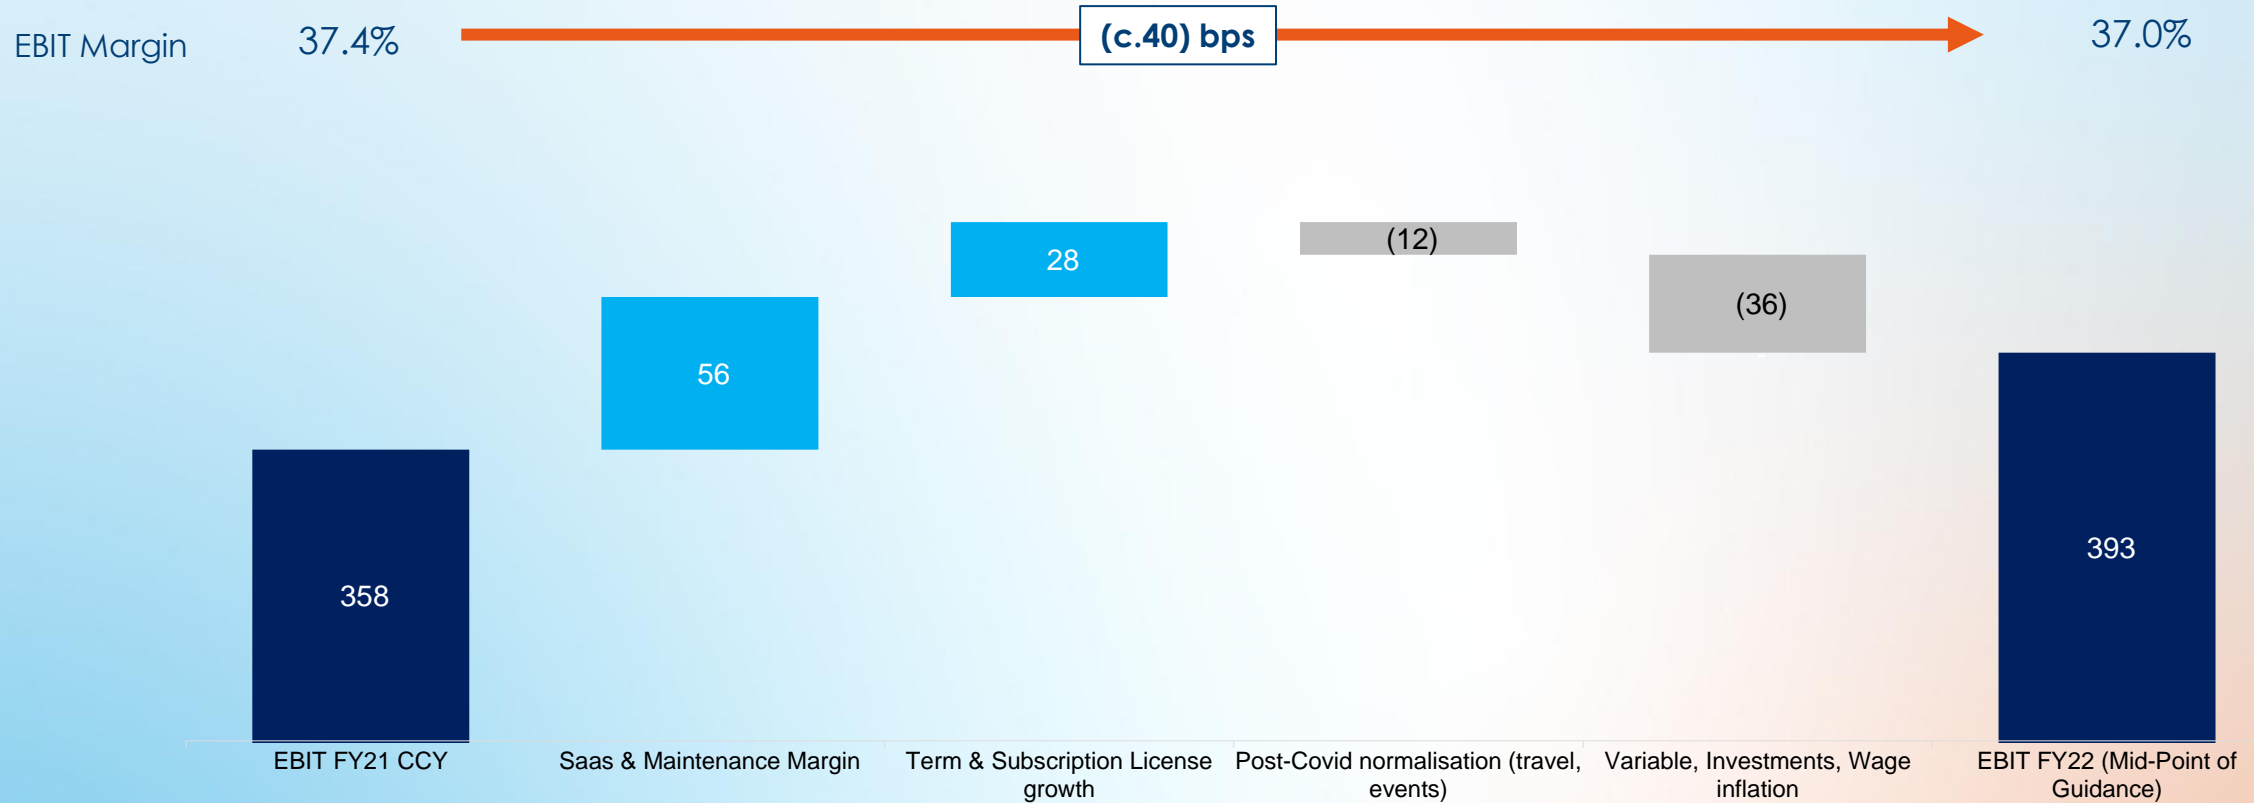 EBIT Margin
37.4%
(c.40) bps
37.0%
28
(12)
(36)
56
393
358
EBIT FY21 CCY
Saas & Maintenance Margin
Term & Subscription License
growth
Post-Covid normalisation (travel,
events)
Variable, Investments, Wage
inflation
EBIT FY22 (Mid-Point of
Guidance)